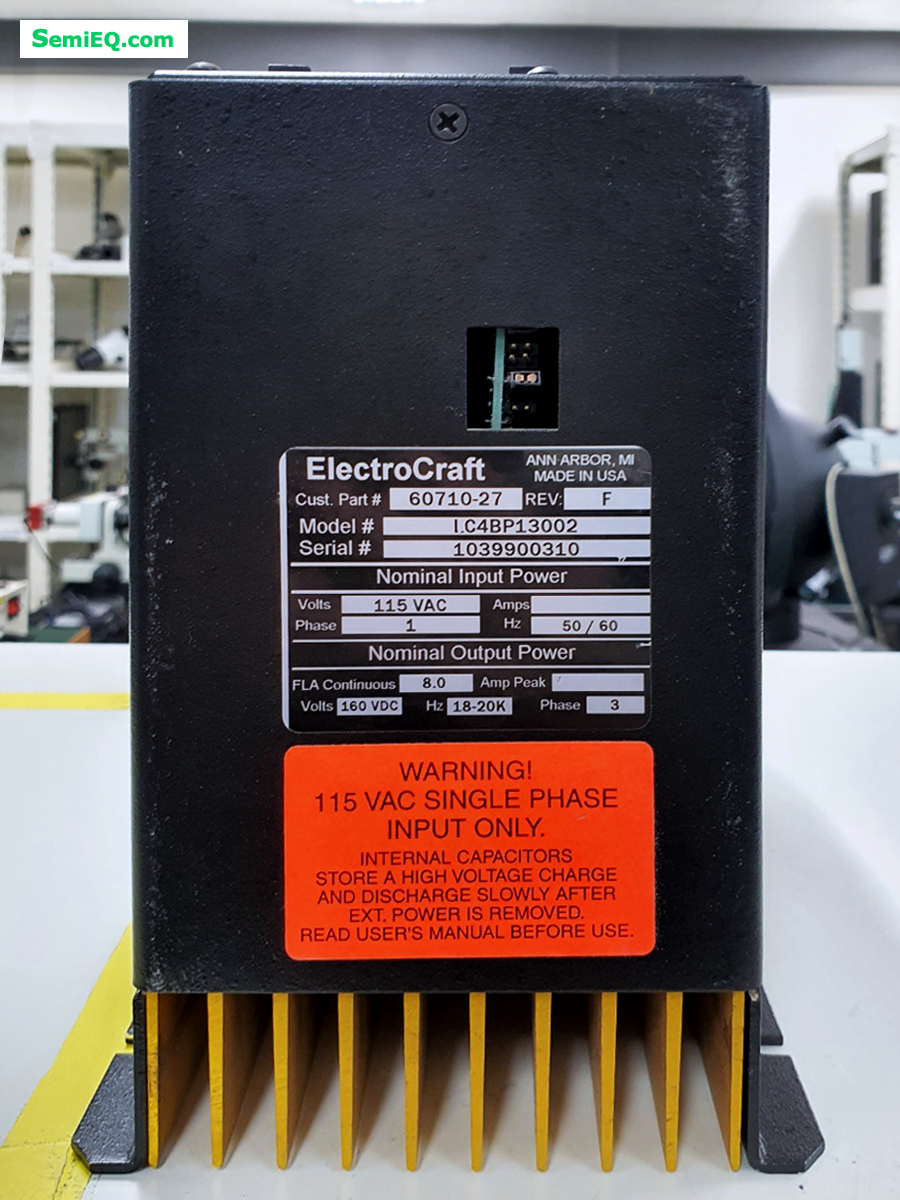 SemiEQ.com
ElectroCraft ANN ARBOR, MI
MADE IN USA
Cust. Part # 60710-27 REV: F
Model # LC4BP13002
Serial # 1039900310
Nominal Input Power
Volts 115 VAC Amps
Phase 1 Hz 50 / 60
Nominal Output Power
FLA Continuous 8.0 Amp Peak
Volts 160 VDC Hz 18-20K Phase 3
WARNING!
115 VAC SINGLE PHASE
INPUT ONLY.
INTERNAL CAPACITORS
STORE A HIGH VOLTAGE CHARGE
AND DISCHARGE SLOWLY AFTER
EXT. POWER IS REMOVED.
READ USER'S MANUAL BEFORE USE.